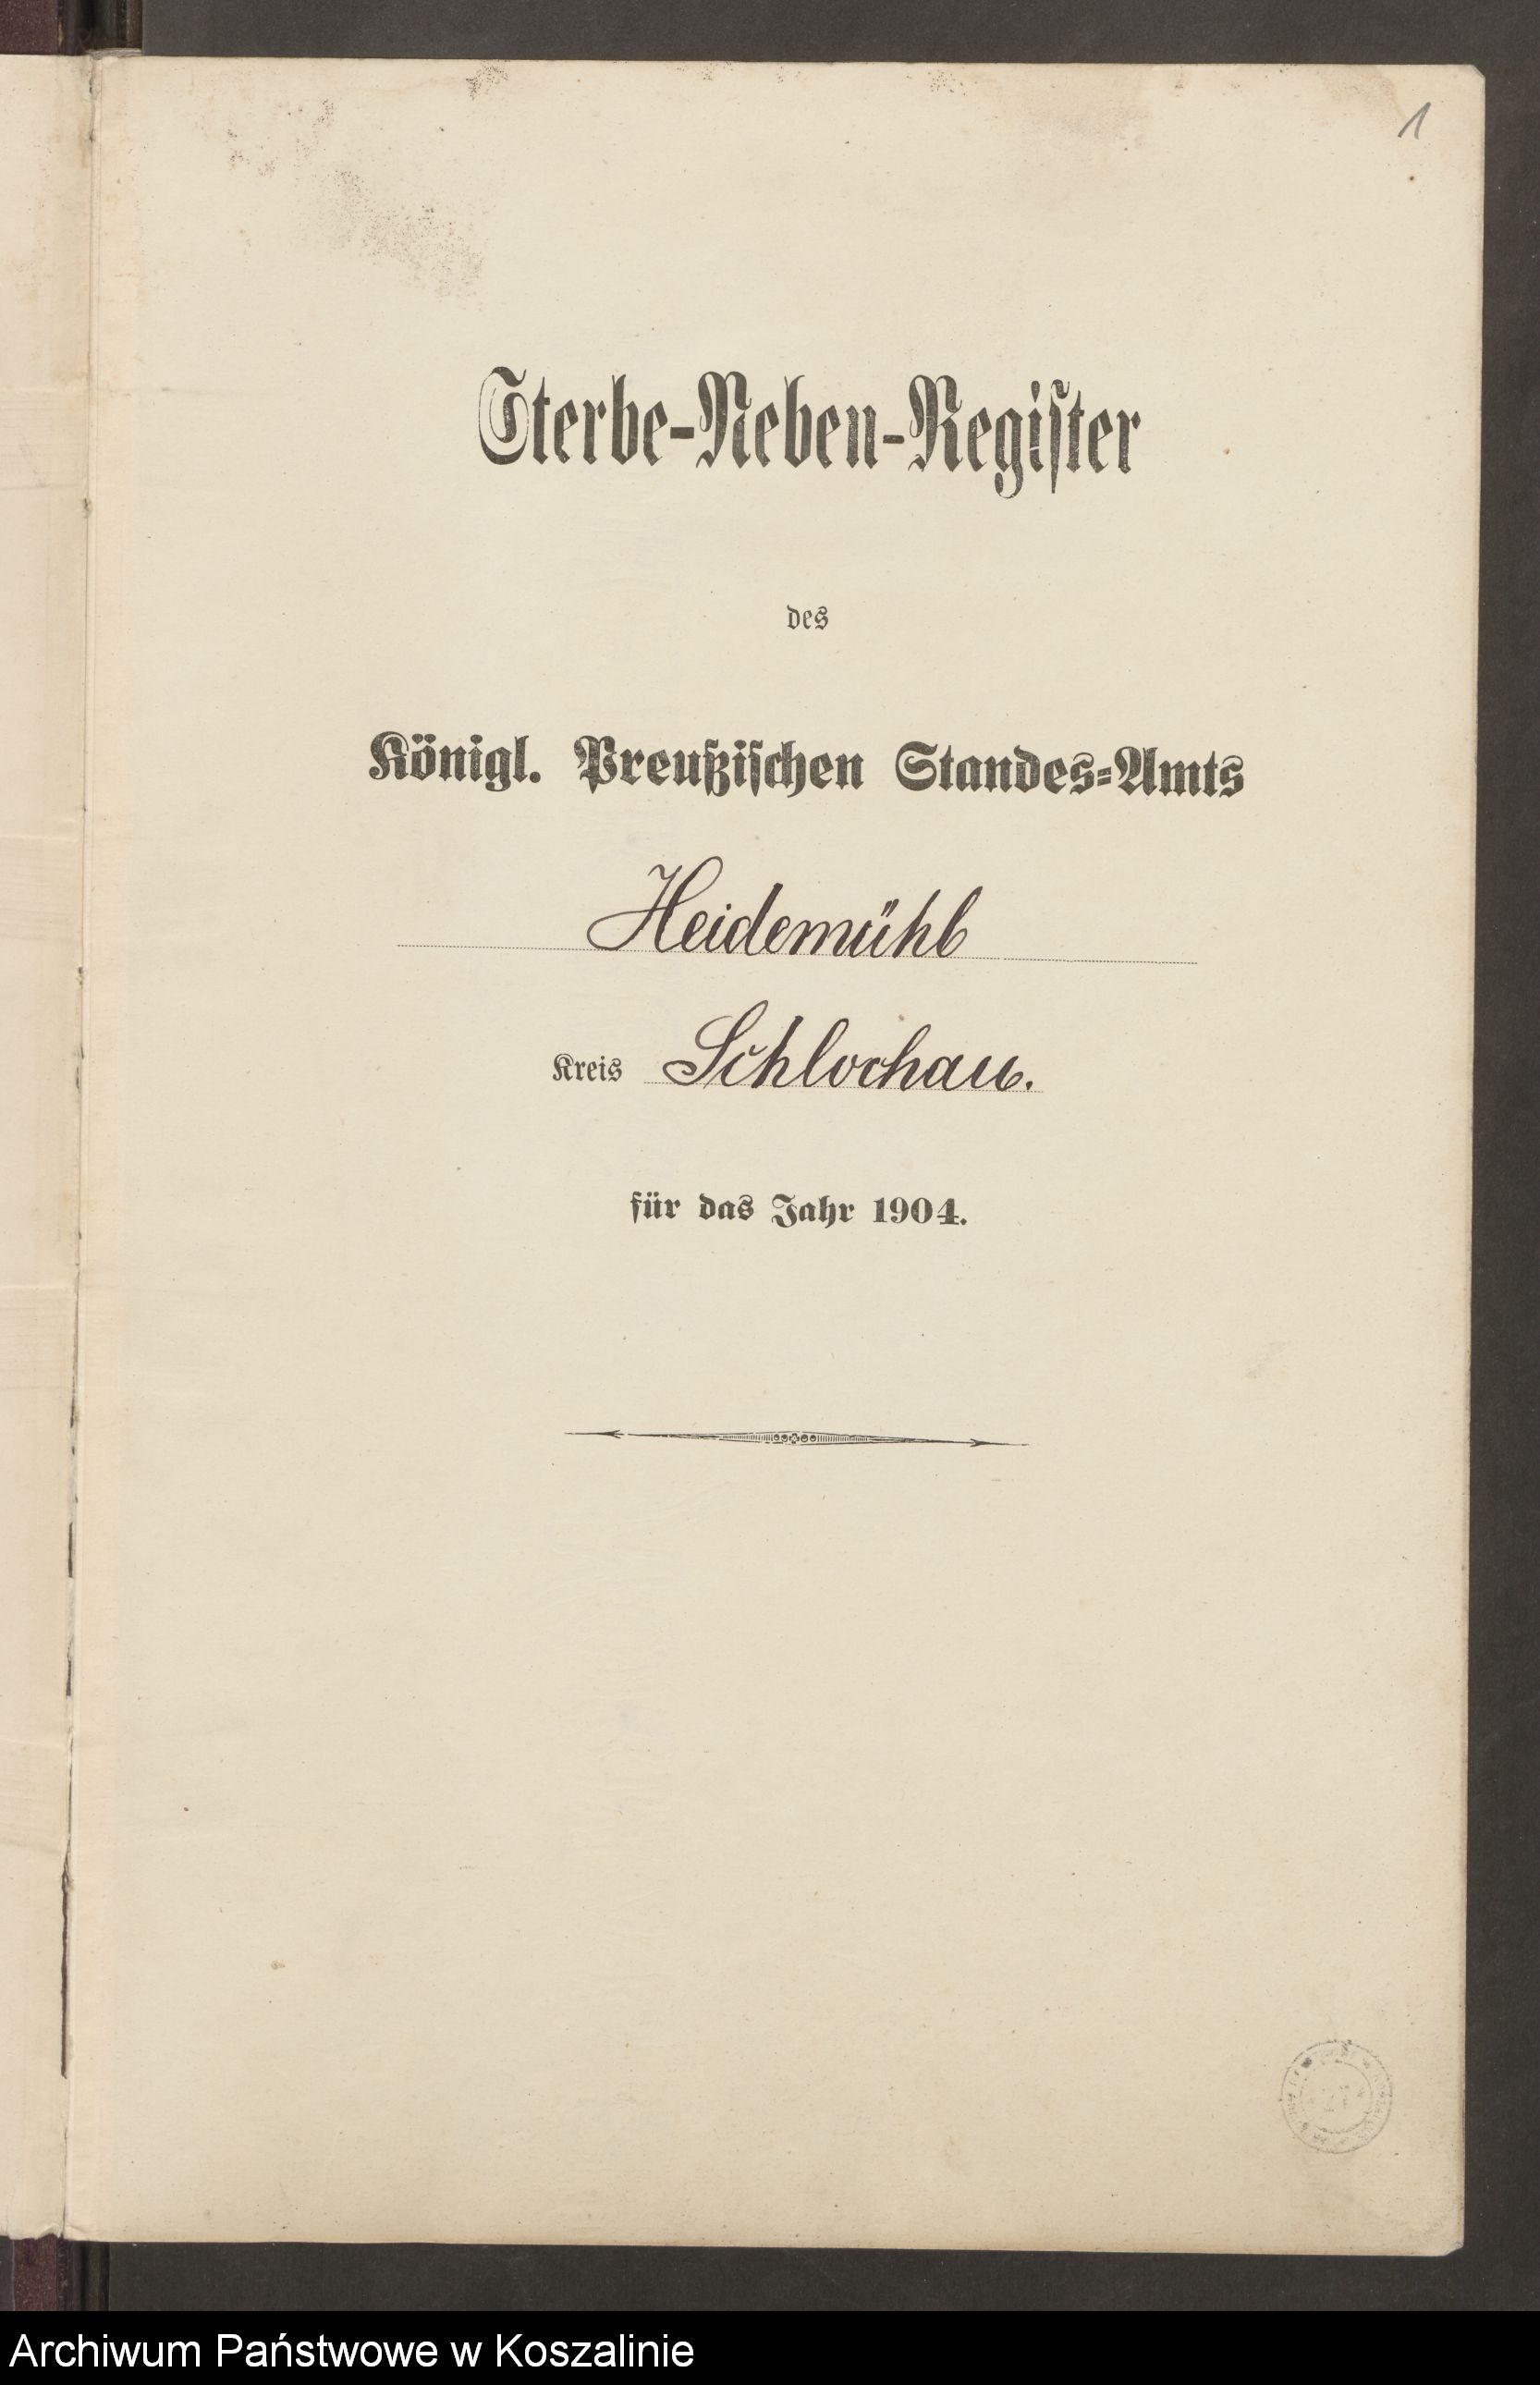 1
Sterbe-Neben-Register
des
Königl. Preußischen Standes-Amts
Heidemühl
Kreis Schlochau.
für das Jahr 1904.
Archiwum Państwowe w Koszalinie